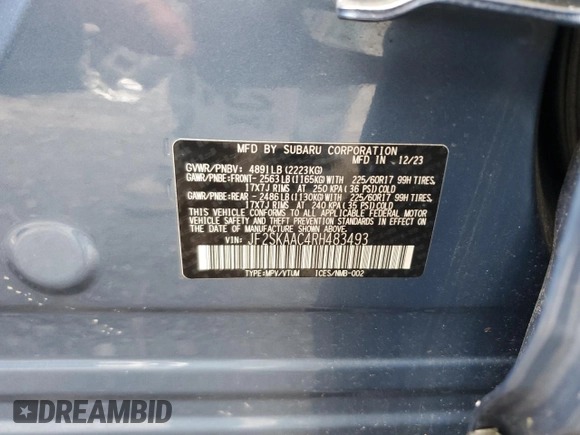 MFD BY SUBARU CORPORATION
MFD IN 12/23
GVWR/PNBV: 4891LB(2223KG)
GAWR/PNBE:FRONT- 2563LB(1165KG)WITH 225/60R17 99H TIRES,
17X7J RIMS AT 250 KPA(36 PSI)COLD
GAWR/PNBE:REAR - 2486LB(1130KG)WITH 225/60R17 99H TIRES,
17X7J RIMS AT 240 KPA(35 PSI)COLD
THIS VEHICLE CONFORMS TO ALL APPLICABLE
FEDERAL MOTOR VEHICLE SAFETY AND THEFT
PREVENTION STANDARDS IN EFFECT ON THE DATE OF
MANUFACTURE SHOWN ABOVE.
VIN: JF2SKAAC4RH483493
TYPE:MPV/VTUM ICES/NMB-002
DREAMBID